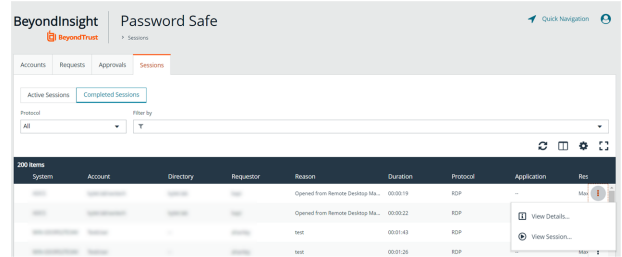 BeyondInsight
BeyondTrust
Password Safe
Sessions
Quick Navigation
Accounts Requests Approvals Sessions
Active Sessions Completed Sessions
Protocol Filter by
All
200 items
System Account Directory Requestor Reason Duration Protocol Application Res
Opened from Remote Desktop Ma... 00:00:19 RDP -- Max
Opened from Remote Desktop Ma... 00:00:22 RDP
View Details...
test 00:01:43 RDP
View Session...
test 00:01:26 RDP -- Max